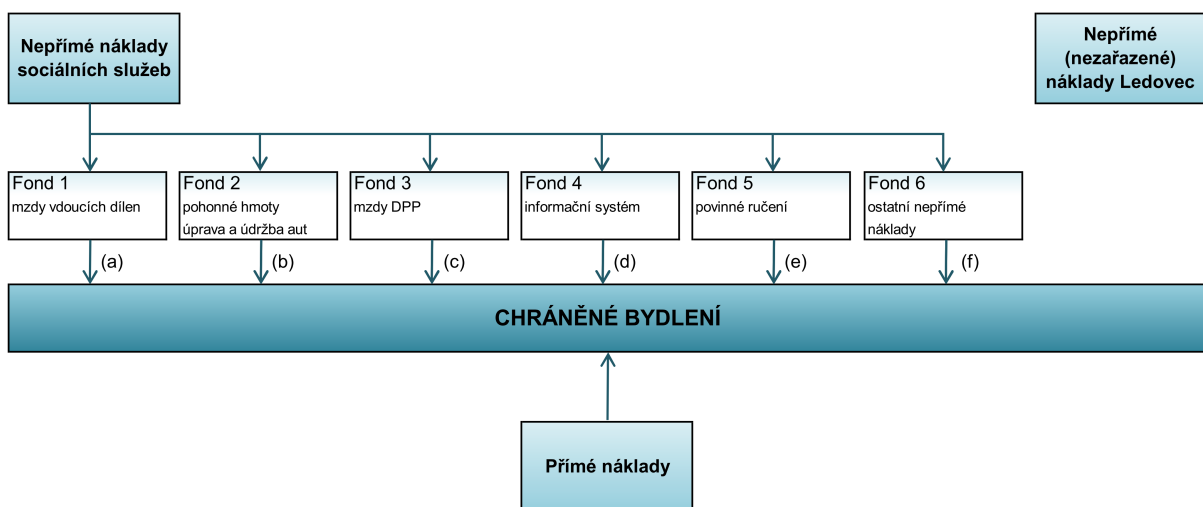 Nepřímé náklady
sociálních služeb
Nepřímé
(nezařazené)
náklady Ledovec
Fond 1
mzdy vdoucích dílen
Fond 2
pohonné hmoty
úprava a údržba aut
Fond 3
mzdy DPP
Fond 4
informační systém
Fond 5
povinné ručení
Fond 6
ostatní nepřímé
náklady
(a)
(b)
(c)
(d)
(e)
(f)
CHRÁNĚNÉ BYDLENÍ
Přímé náklady